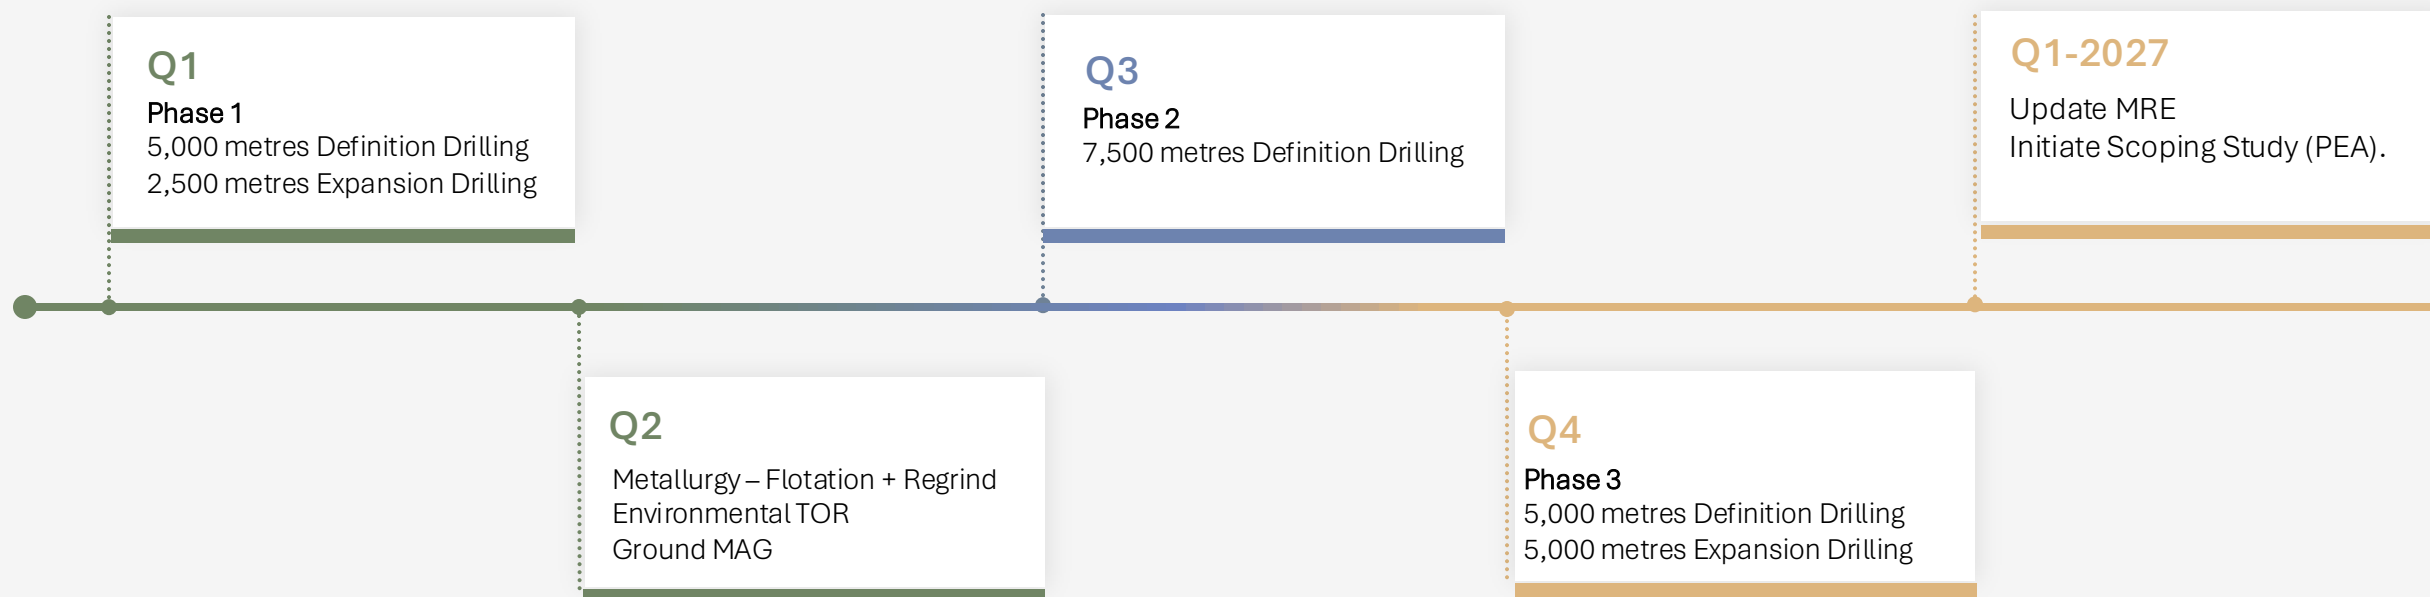 Q1
Phase 1
5,000 metres Definition Drilling
2,500 metres Expansion Drilling
Q2
Metallurgy – Flotation + Regrind
Environmental TOR
Ground MAG
Q3
Phase 2
7,500 metres Definition Drilling
Q4
Phase 3
5,000 metres Definition Drilling
5,000 metres Expansion Drilling
Q1-2027
Update MRE
Initiate Scoping Study (PEA).